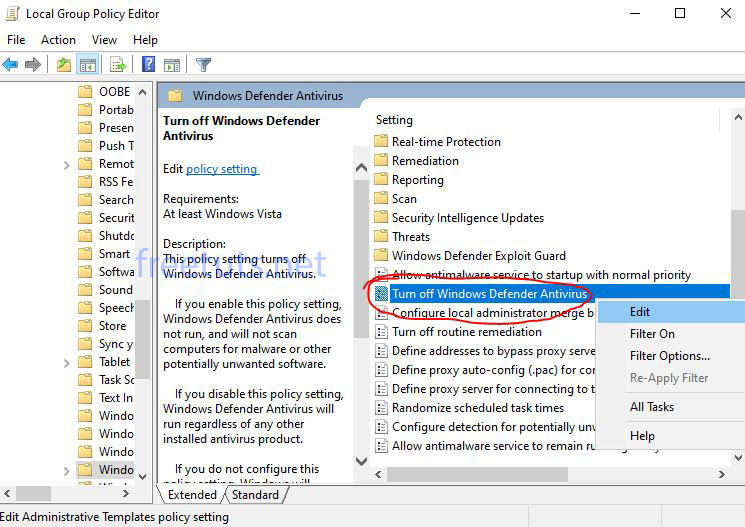 Local Group Policy Editor
File Action View Help
OOBE
Portab
Presen
Push T
Remot
RSS Fe
Search
Securit
Shutdo
Smart
Softwa
Sound
Speech
Store
Sync y
Tablet
Task Sc
Text In
Windo
Windo
Windo
Windo
Windows Defender Antivirus
Turn off Windows Defender
Antivirus
Edit policy setting
Requirements:
At least Windows Vista
Description:
This policy setting turns off
Windows Defender Antivirus.
If you enable this policy setting,
Windows Defender Antivirus does
not run, and will not scan
computers for malware or other
potentially unwanted software.
If you disable this policy setting,
Windows Defender Antivirus will
run regardless of any other
installed antivirus product.
If you do not configure this
policy setting, Windows will
freetuts.net
Setting
Real-time Protection
Remediation
Reporting
Scan
Security Intelligence Updates
Threats
Windows Defender Exploit Guard
Allow antimalware service to startup with normal priority
Turn off Windows Defender Antivirus
Configure local administrator merge b
Turn off routine remediation
Define addresses to bypass proxy serve
Define proxy auto-config (.pac) for con
Define proxy server for connecting to t
Randomize scheduled task times
Configure detection for potentially unw
Allow antimalware service to remain
Edit
Filter On
Filter Options...
Re-Apply Filter
All Tasks
Help
Extended Standard
Edit Administrative Templates policy setting